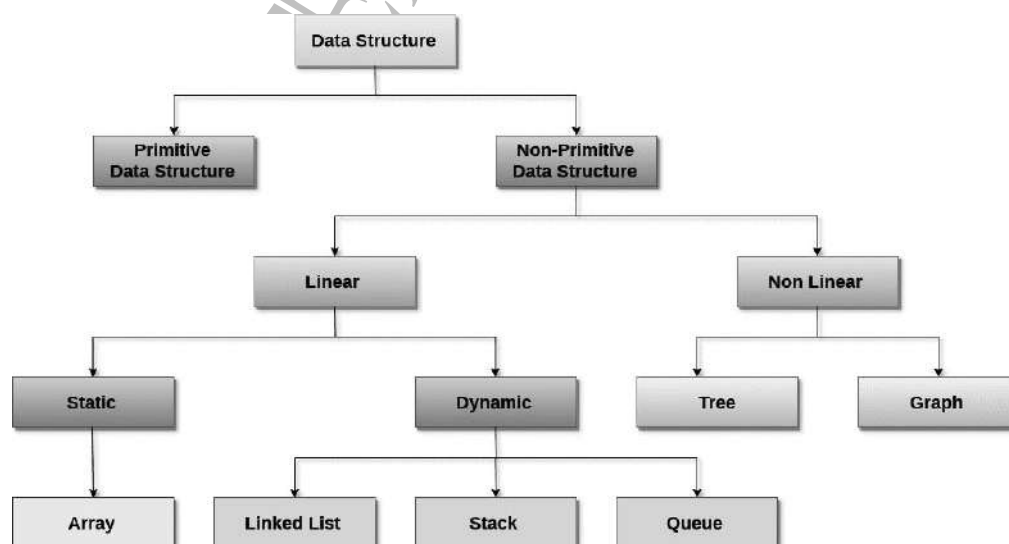 Data Structure
Primitive
Data Structure
Non-Primitive
Data Structure
Linear
Non Linear
Static
Dynamic
Tree
Graph
Array
Linked List
Stack
Queue